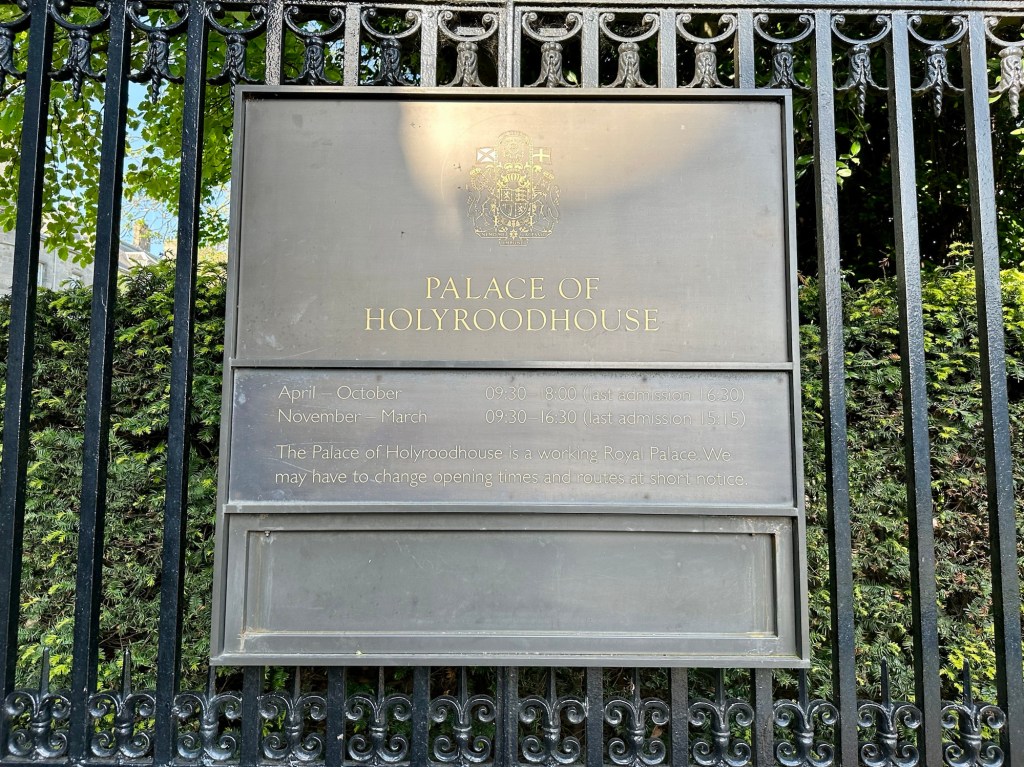 PALACE OF
HOLYROODHOUSE
April – October 09:30 – 18:00 (last admission 16:30)
November – March 09:30 – 16:30 (last admission 15:15)
The Palace of Holyroodhouse is a working Royal Palace. We
may have to change opening times and routes at short notice.